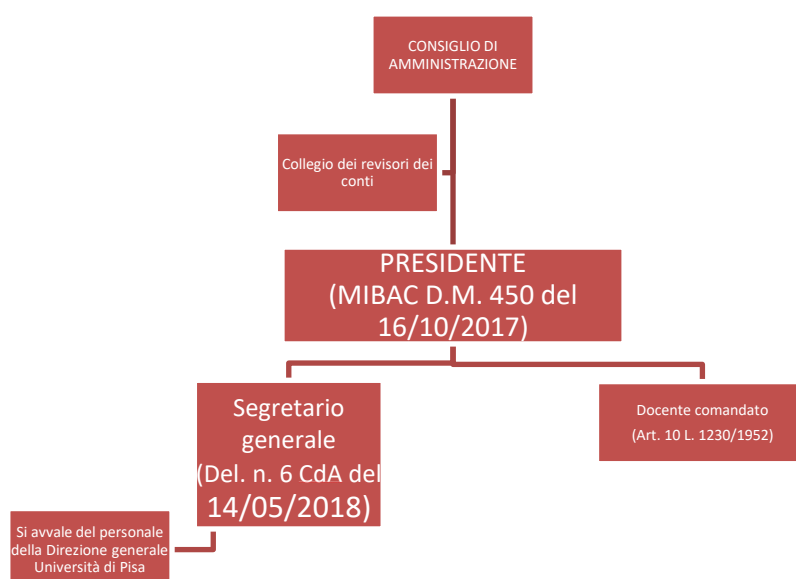 CONSIGLIO DI
AMMINISTRAZIONE
Collegio dei revisori dei
conti
PRESIDENTE
(MIBAC D.M. 450 del
16/10/2017)
Segretario
generale
(Del. n. 6 CdA del
14/05/2018)
Docente comandato
(Art. 10 L. 1230/1952)
Si avvale del personale
della Direzione generale
Università di Pisa